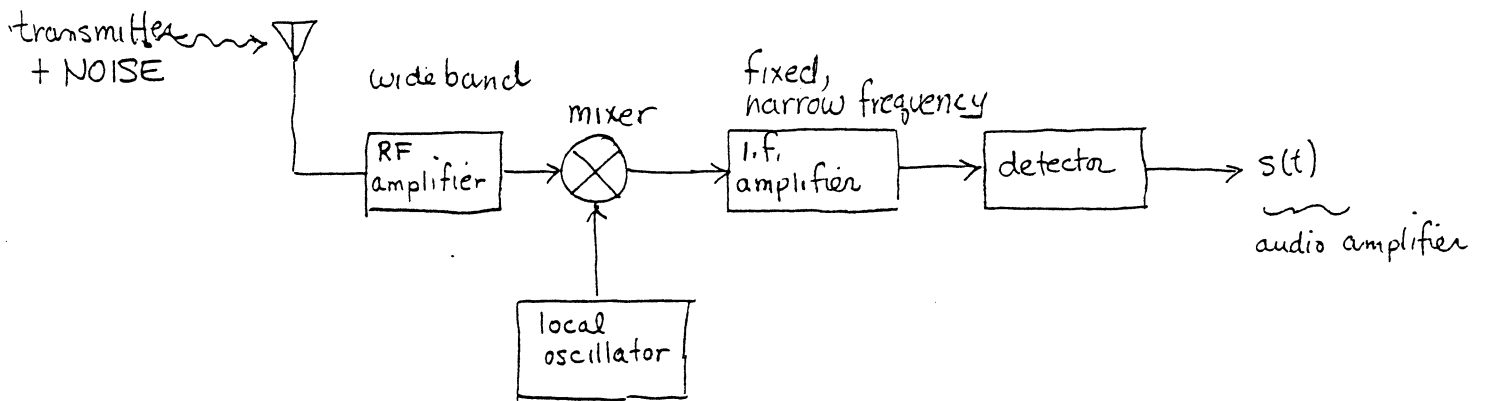 transmitter
+ NOISE
wideband
mixer
fixed,
narrow frequency
RF
amplifier
i.f.
amplifier
detector
s(t)
audio amplifier
local
oscillator